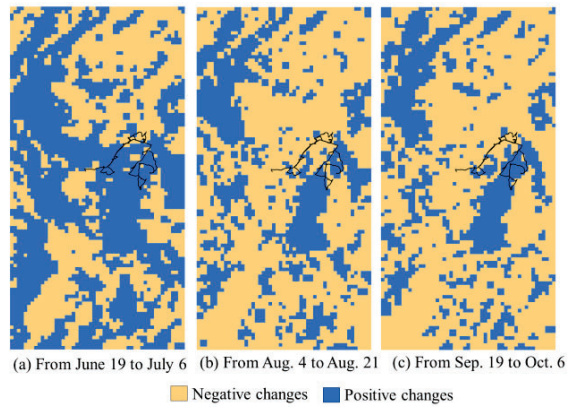 (a) From June 19 to July 6 (b) From Aug. 4 to Aug. 21 (c) From Sep. 19 to Oct. 6
Negative changes Positive changes